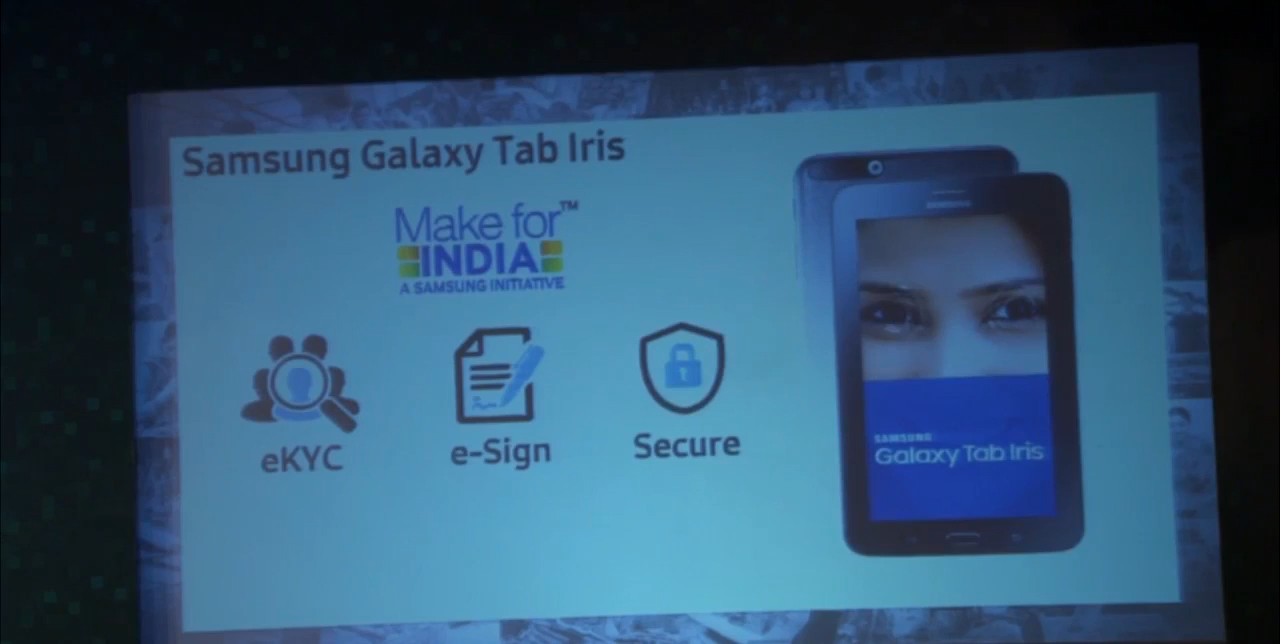 Samsung Galaxy Tab Iris
Make for™
INDIA
A SAMSUNG INITIATIVE
eKYC
e-Sign
Secure
SAMSUNG
SAMSUNG
Galaxy Tab Iris